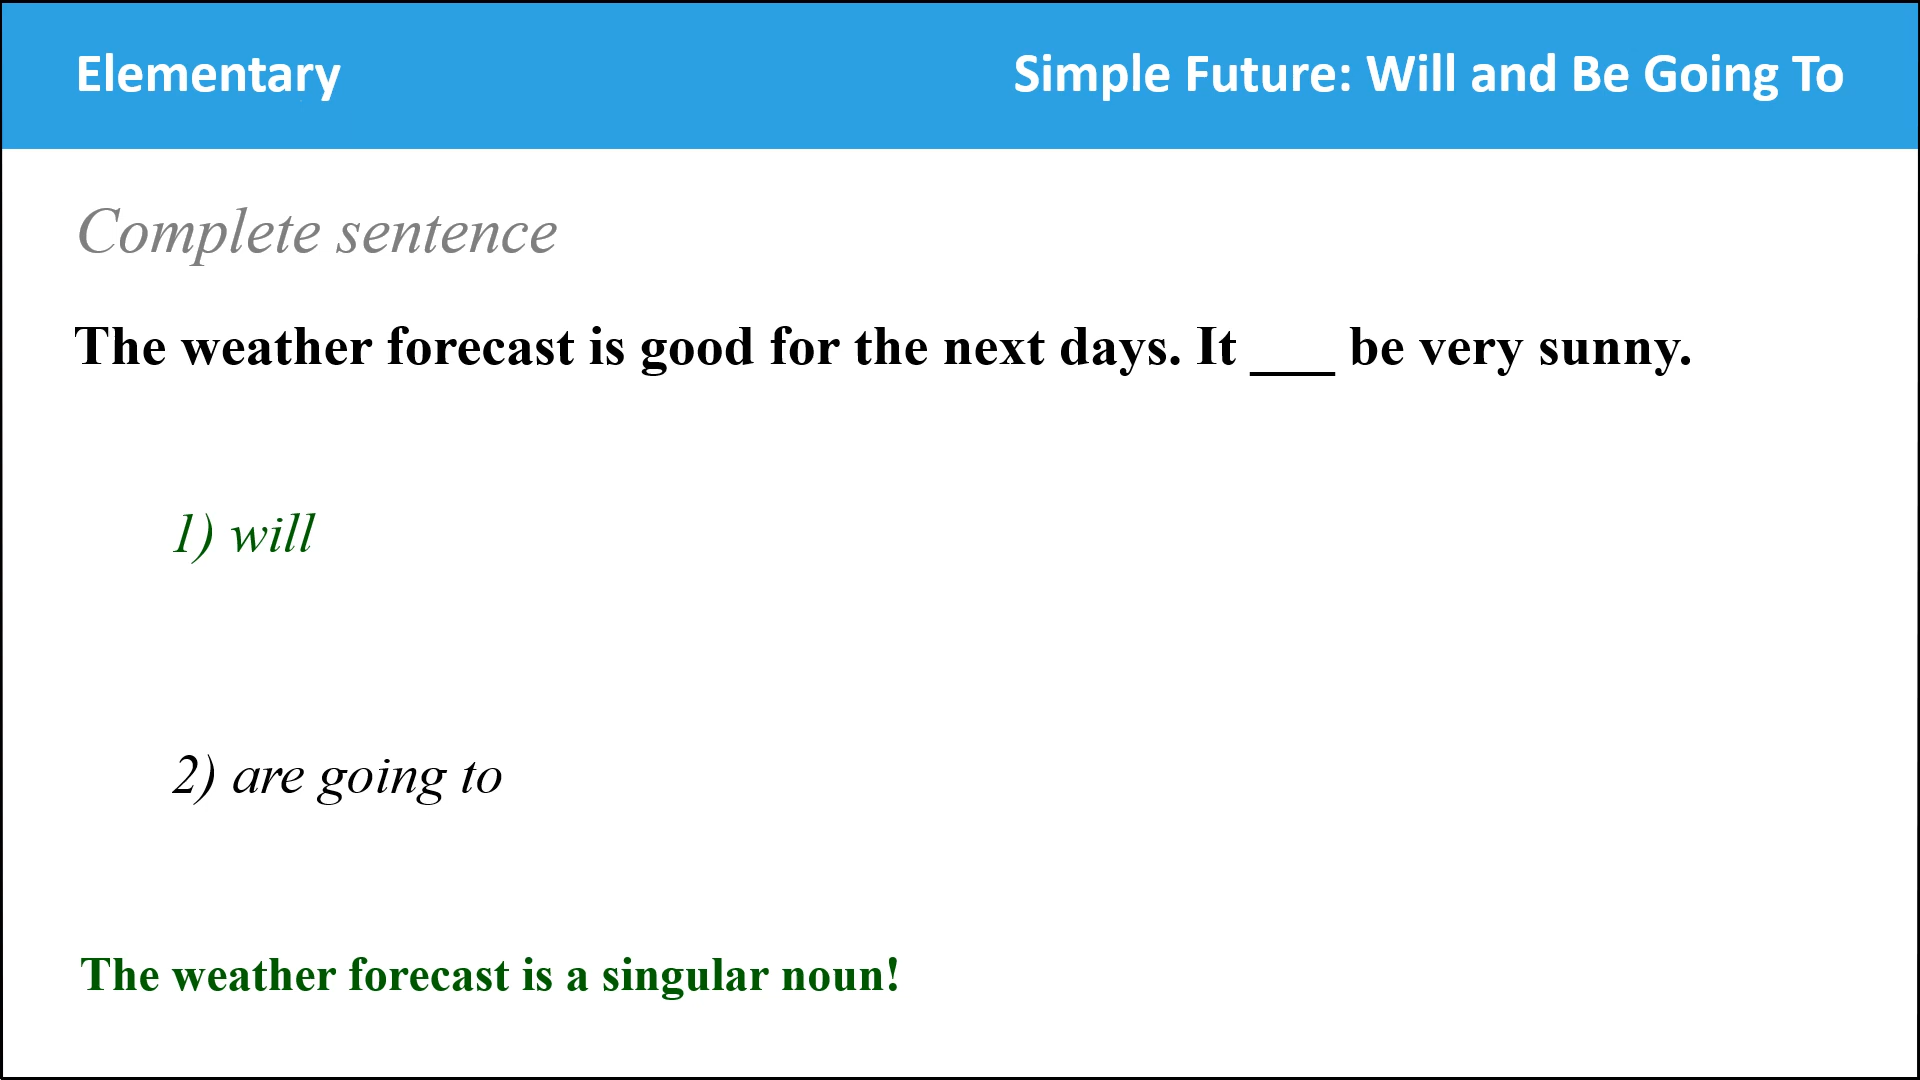 Elementary
Simple Future: Will and Be Going To
Complete sentence
The weather forecast is good for the next days. It ___ be very sunny.
1) will
2) are going to
The weather forecast is a singular noun!